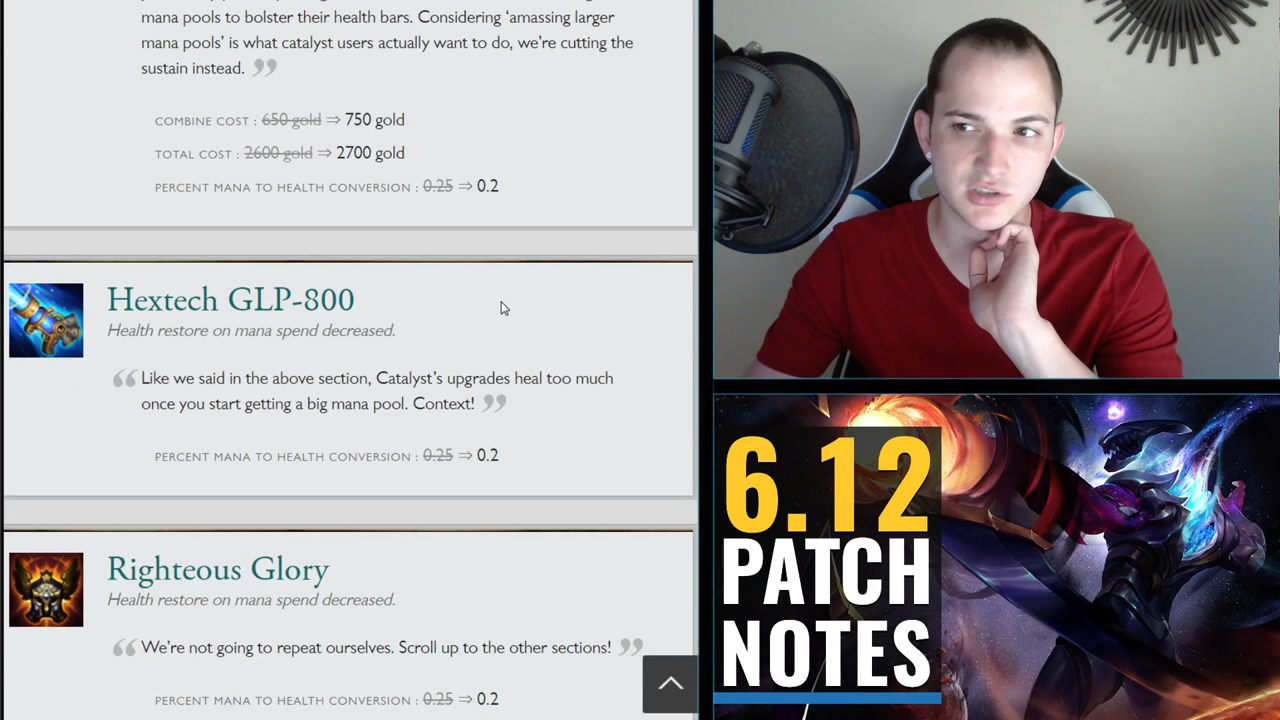 mana pools to bolster their health bars. Considering ‘amassing larger
mana pools’ is what catalyst users actually want to do, we’re cutting the
sustain instead. ”
COMBINE COST : 650 gold ⇒ 750 gold
TOTAL COST : 2600 gold ⇒ 2700 gold
PERCENT MANA TO HEALTH CONVERSION : 0.25 ⇒ 0.2
Hextech GLP-800
Health restore on mana spend decreased.
“ Like we said in the above section, Catalyst’s upgrades heal too much
once you start getting a big mana pool. Context! ”
PERCENT MANA TO HEALTH CONVERSION : 0.25 ⇒ 0.2
Righteous Glory
Health restore on mana spend decreased.
“ We’re not going to repeat ourselves. Scroll up to the other sections! ”
PERCENT MANA TO HEALTH CONVERSION : 0.25 ⇒ 0.2
6.12
PATCH
NOTES